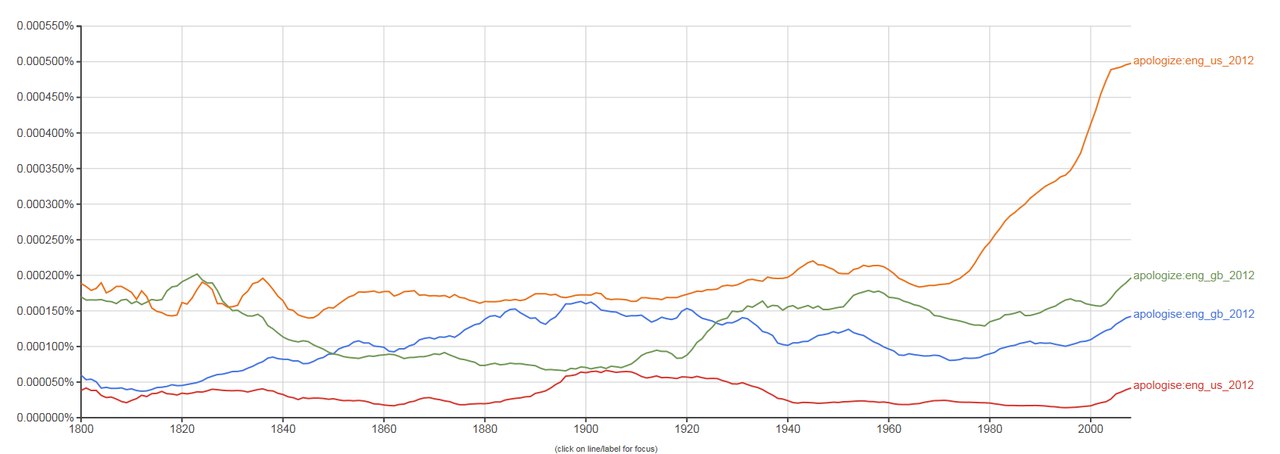 0.000550%
0.000500%
0.000450%
0.000400%
0.000350%
0.000300%
0.000250%
0.000200%
0.000150%
0.000100%
0.000050%
0.000000%
1800 1820 1840 1860 1880 1900 1920 1940 1960 1980 2000
(click on line/label for focus)
apologize:eng_us_2012
apologize:eng_gb_2012
apologise:eng_gb_2012
apologise:eng_us_2012